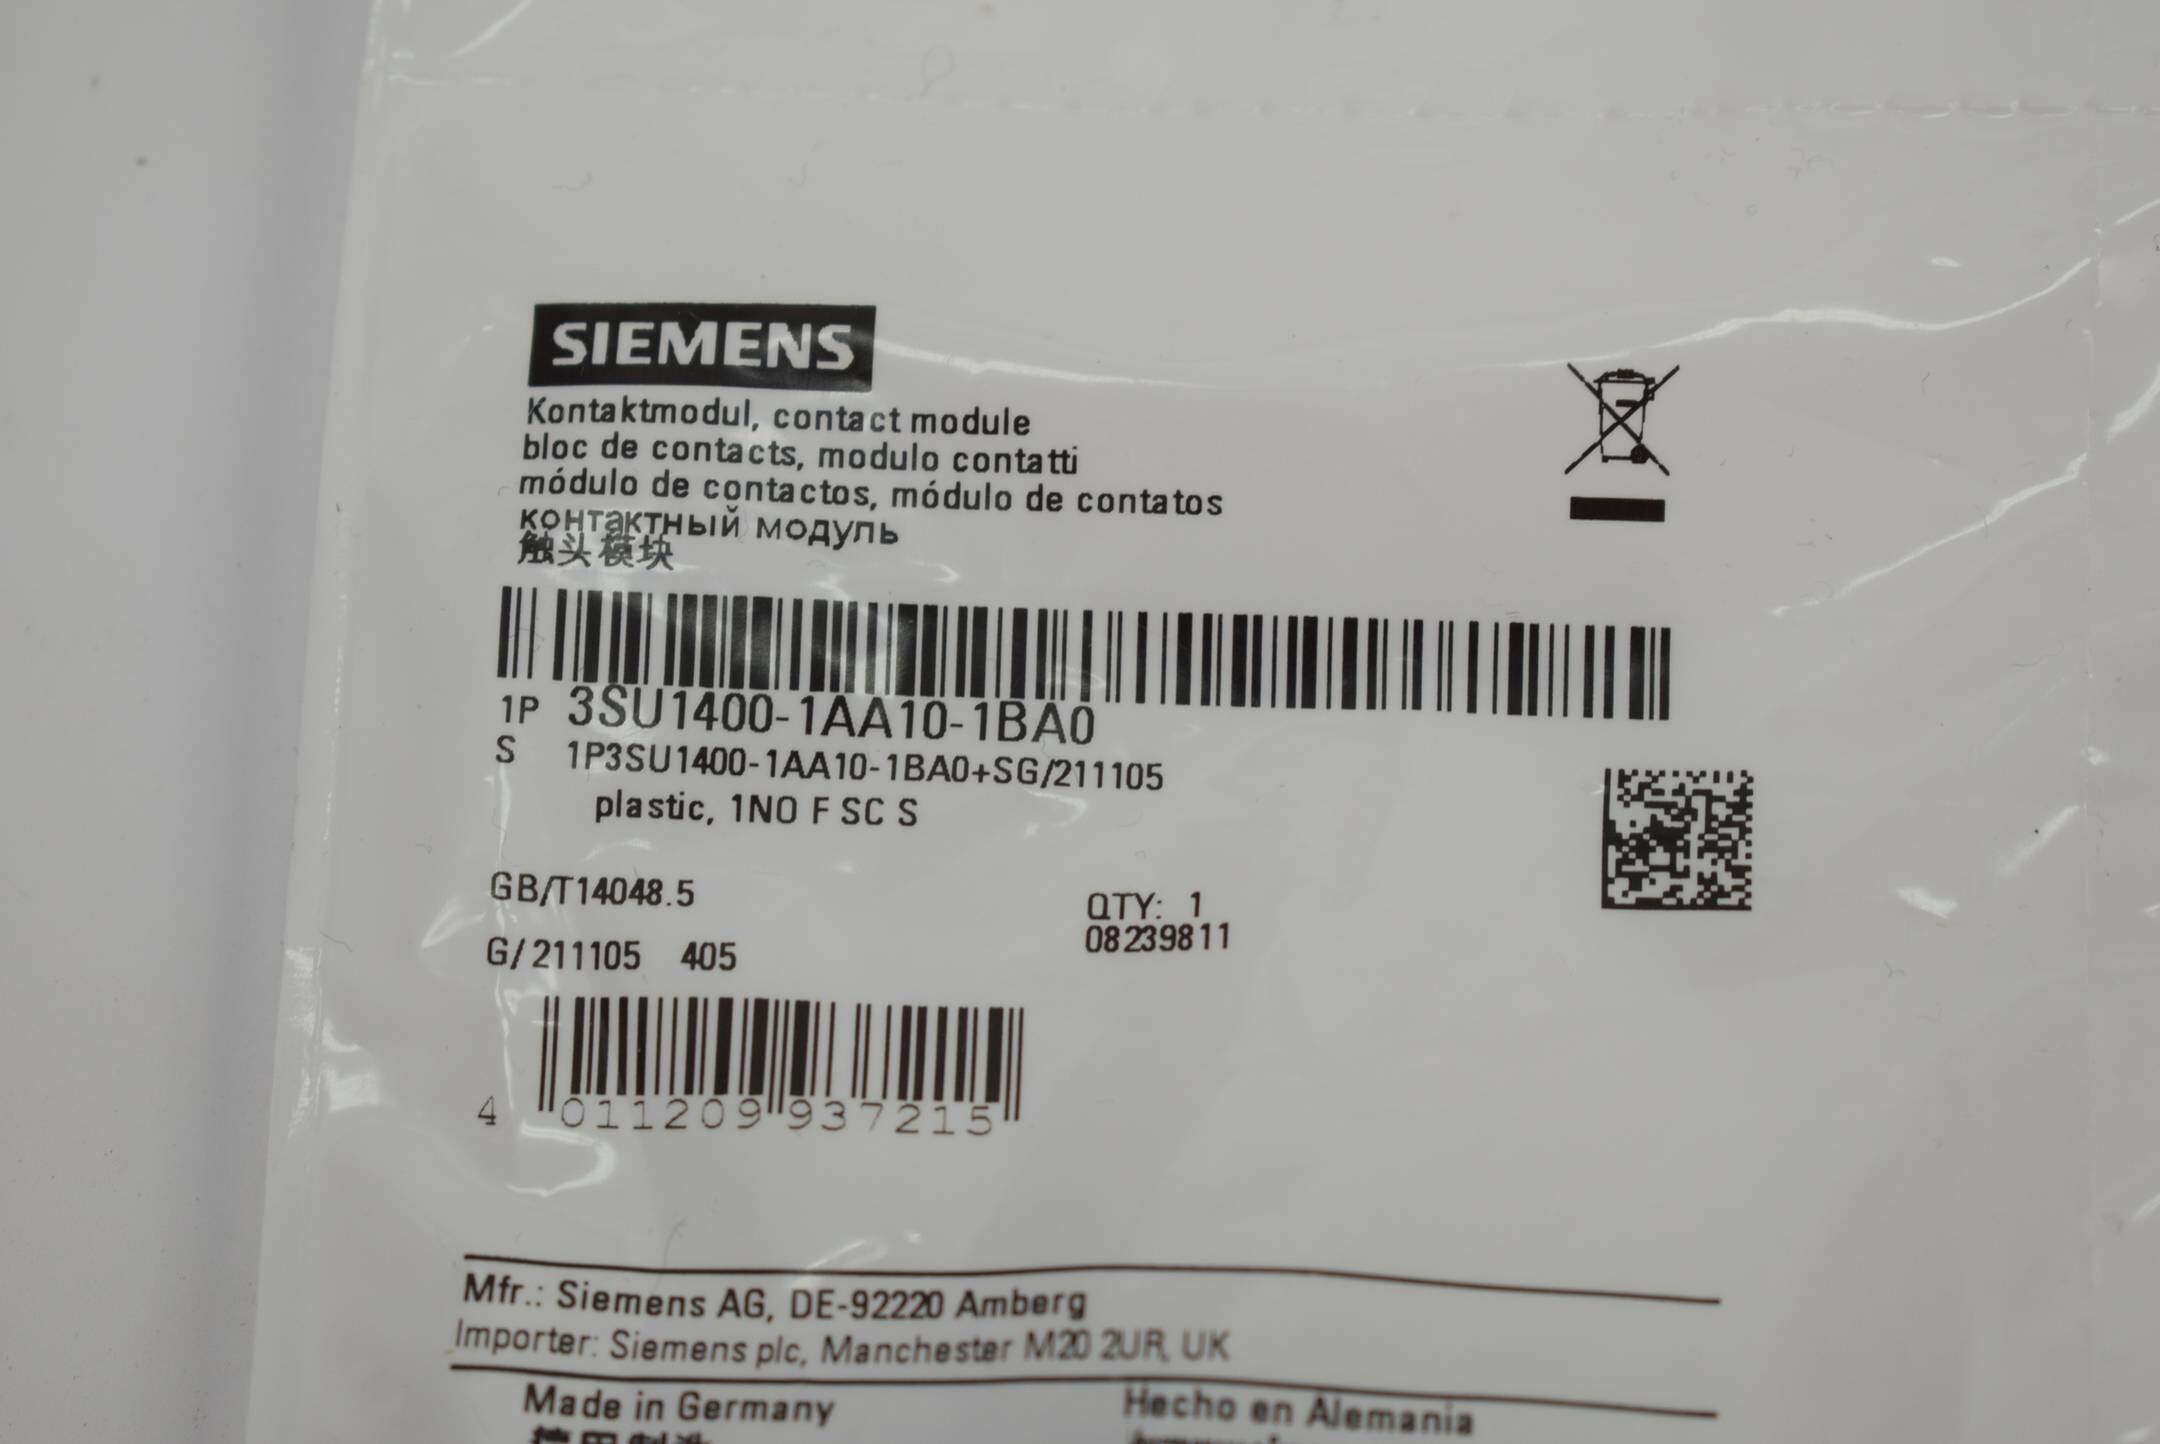 SIEMENS
Kontaktmodul, contact module
bloc de contacts, modulo contatti
módulo de contactos, módulo de contatos
контактный модуль
触头模块
1P 3SU1400-1AA10-1BA0
S 1P3SU1400-1AA10-1BA0+SG/211105
plastic, 1NO F SC S
GB/T14048.5
QTY: 1
08239811
G/211105 405
4 011209 937215
Mfr.: Siemens AG, DE-92220 Amberg
Importer: Siemens plc, Manchester M20 2UR, UK
Made in Germany
Hecho en Alemania